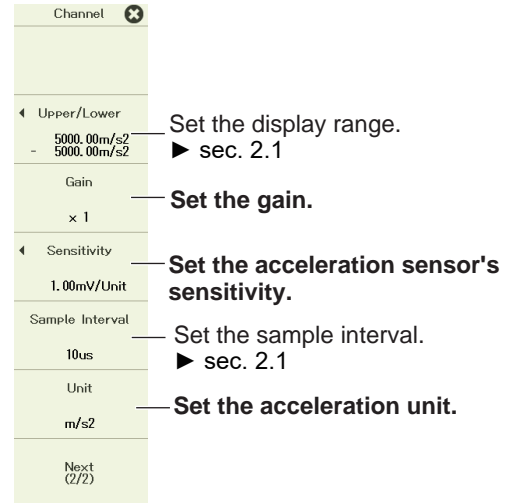 Channel
Upper/Lower
5000.00m/s2
- 5000.00m/s2
Set the display range.
► sec. 2.1
Gain
× 1
Set the gain.
Sensitivity
1.00mV/Unit
Set the acceleration sensor's
sensitivity.
Sample Interval
10us
Set the sample interval.
► sec. 2.1
Unit
m/s2
Set the acceleration unit.
Next
(2/2)